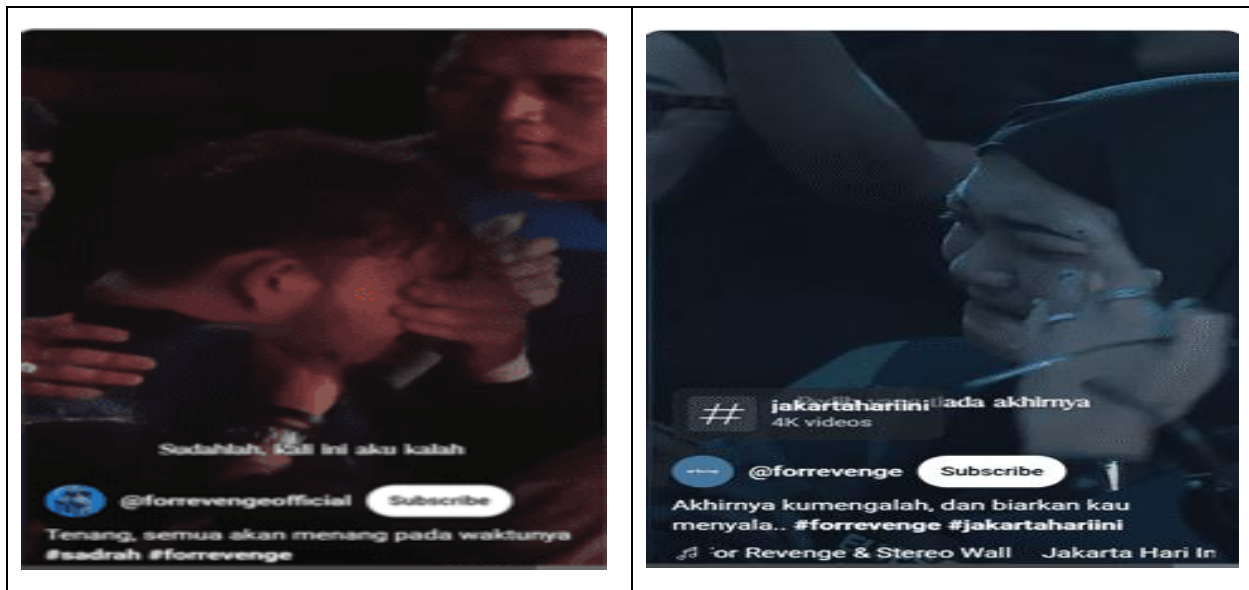 Sudahlah, kali ini aku kalah
@forrevengeofficial Subscribe
Tenang, semua akan menang pada waktunya
#sadrah #forrevenge
jakartahariini ada akhirnya
4K videos
@forrevenge Subscribe
Akhirnya kumengalah, dan biarkan kau
menyala.. #forrevenge #jakartahariini
or Revenge & Stereo Wall Jakarta Hari In